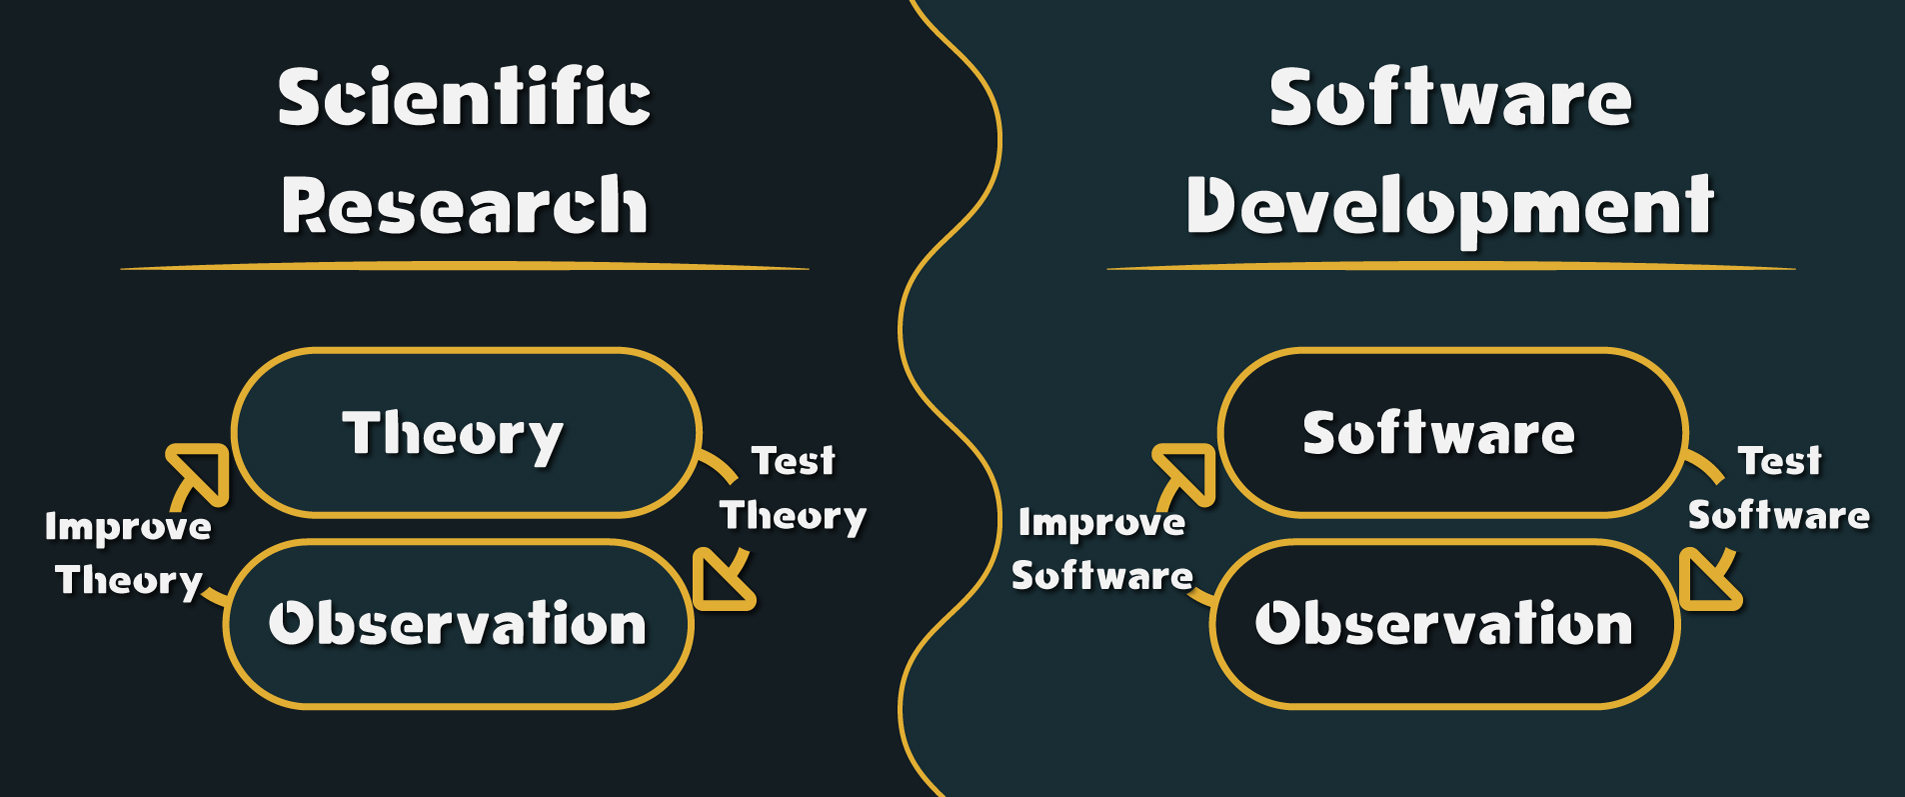 Scientific
Research
Theory
Test
Theory
Improve
Theory
Observation
Software
Development
Software
Test
Software
Improve
Software
Observation